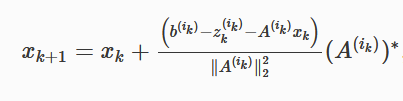 $x_{k+1} = x_k + \frac{\left(b^{(i_k)} - z_k^{(i_k)} - A^{(i_k)} x_k\right)}{\|A^{(i_k)}\|_2^2} (A^{(i_k)})^*$